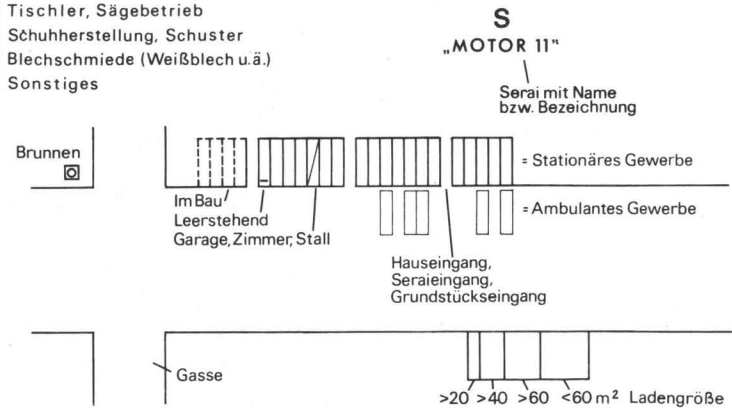 Tischler, Sägebetrieb
Schuhherstellung, Schuster
Blechschmiede (Weißblech u.ä.)
Sonstiges
S
„MOTOR 11"
Serai mit Name
bzw. Bezeichnung
Brunnen
= Stationäres Gewerbe
Im Bau
Leerstehend
Garage, Zimmer, Stall
= Ambulantes Gewerbe
Hauseingang,
Seraieingang,
Grundstückseingang
Gasse
>20 >40 >60 <60 m² Ladengröße